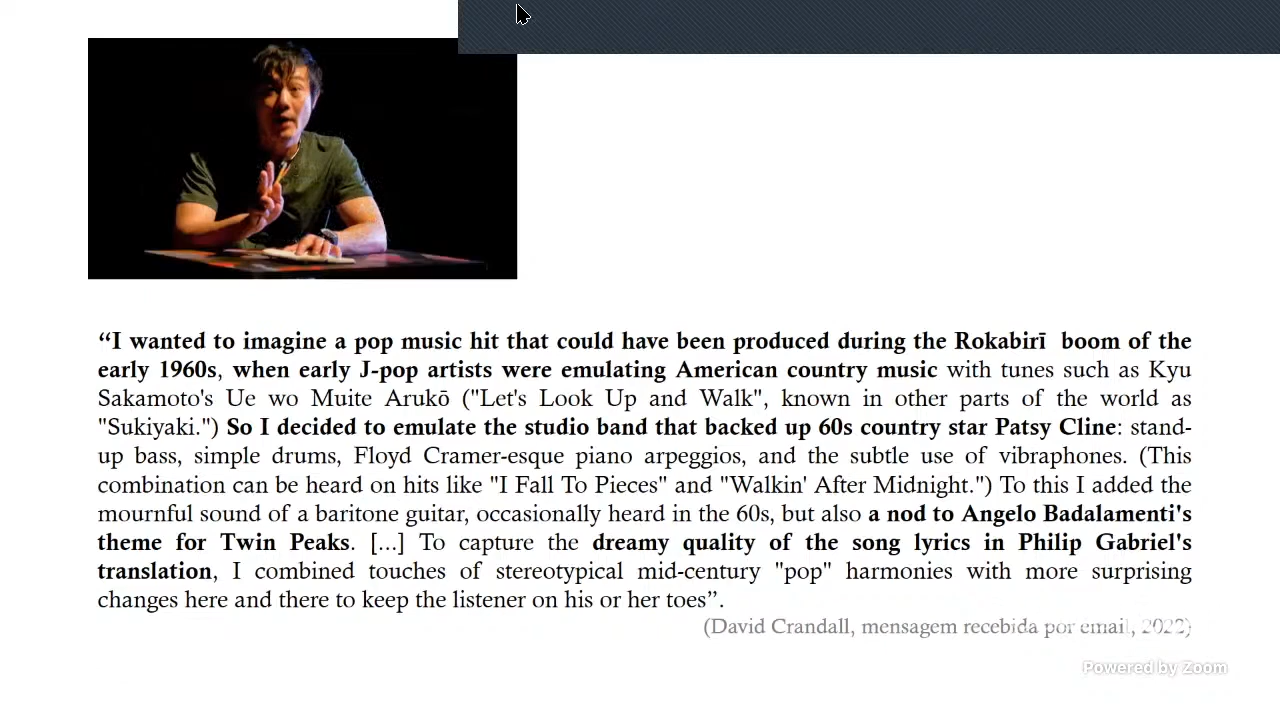 “I wanted to imagine a pop music hit that could have been produced during the Rokabirī boom of the
early 1960s, when early J-pop artists were emulating American country music with tunes such as Kyu
Sakamoto's Ue wo Muite Arukō ("Let's Look Up and Walk", known in other parts of the world as
"Sukiyaki.") So I decided to emulate the studio band that backed up 60s country star Patsy Cline: stand-
up bass, simple drums, Floyd Cramer-esque piano arpeggios, and the subtle use of vibraphones. (This
combination can be heard on hits like "I Fall To Pieces" and "Walkin' After Midnight.") To this I added the
mournful sound of a baritone guitar, occasionally heard in the 60s, but also a nod to Angelo Badalamenti's
theme for Twin Peaks. [...] To capture the dreamy quality of the song lyrics in Philip Gabriel's
translation, I combined touches of stereotypical mid-century "pop" harmonies with more surprising
changes here and there to keep the listener on his or her toes”.
(David Crandall, mensagem recebida por email, 2022)
Powered by Zoom